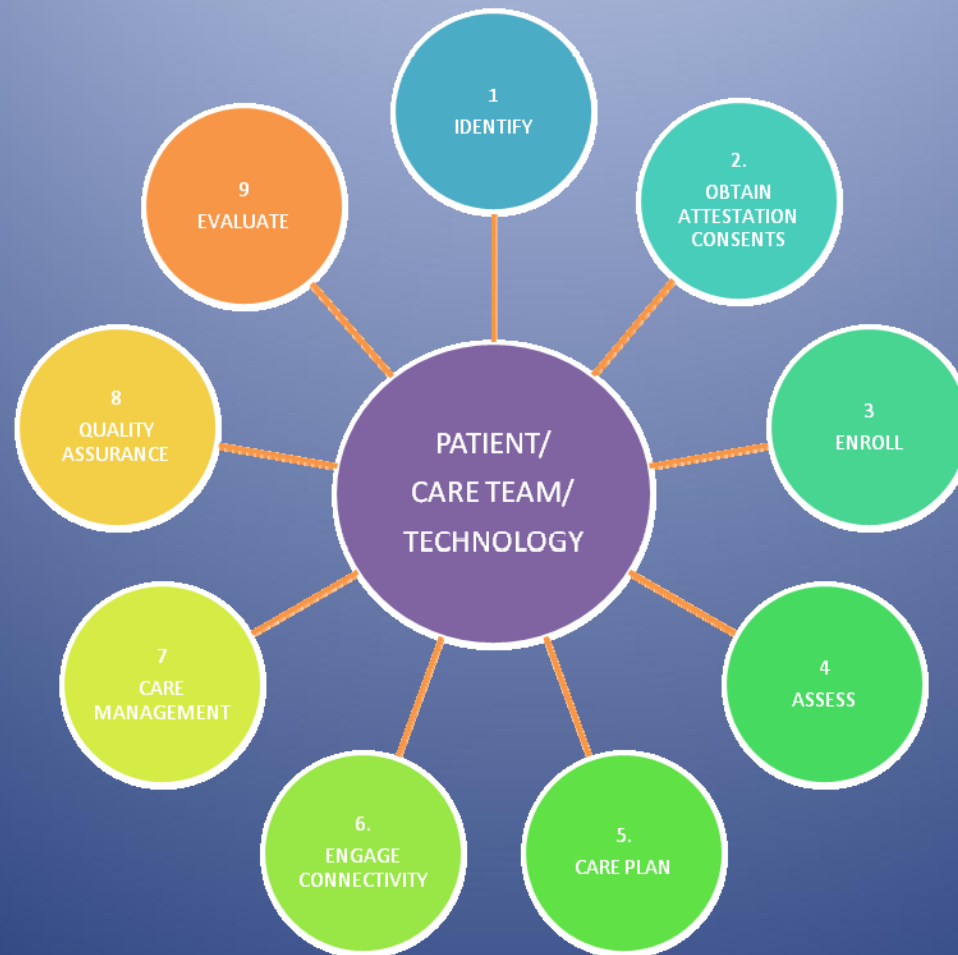 1
IDENTIFY
2.
OBTAIN
ATTESTATION
CONSENTS
3
ENROLL
4
ASSESS
5.
CARE PLAN
6.
ENGAGE
CONNECTIVITY
7
CARE
MANAGEMENT
8
QUALITY
ASSURANCE
9
EVALUATE
PATIENT/
CARE TEAM/
TECHNOLOGY